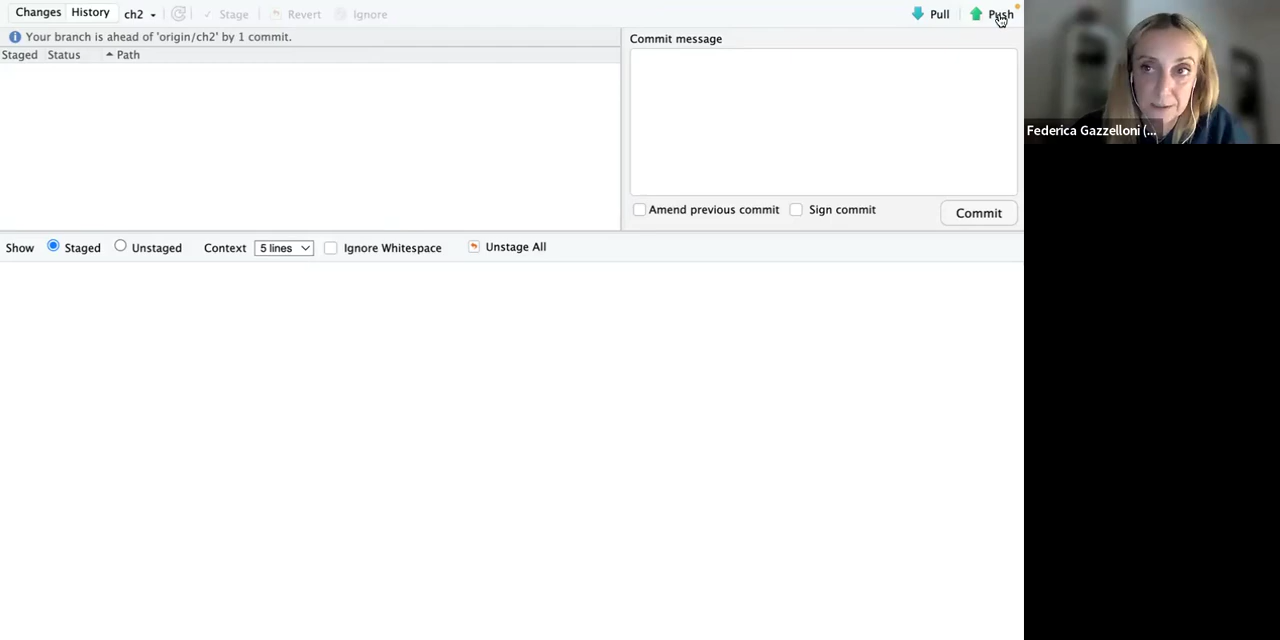 Changes History ch2 Stage Revert Ignore Pull Push
Your branch is ahead of 'origin/ch2' by 1 commit.
Commit message
Staged Status Path
Amend previous commit Sign commit Commit
Show Staged Unstaged Context 5 lines Ignore Whitespace Unstage All
Federica Gazzelloni (...